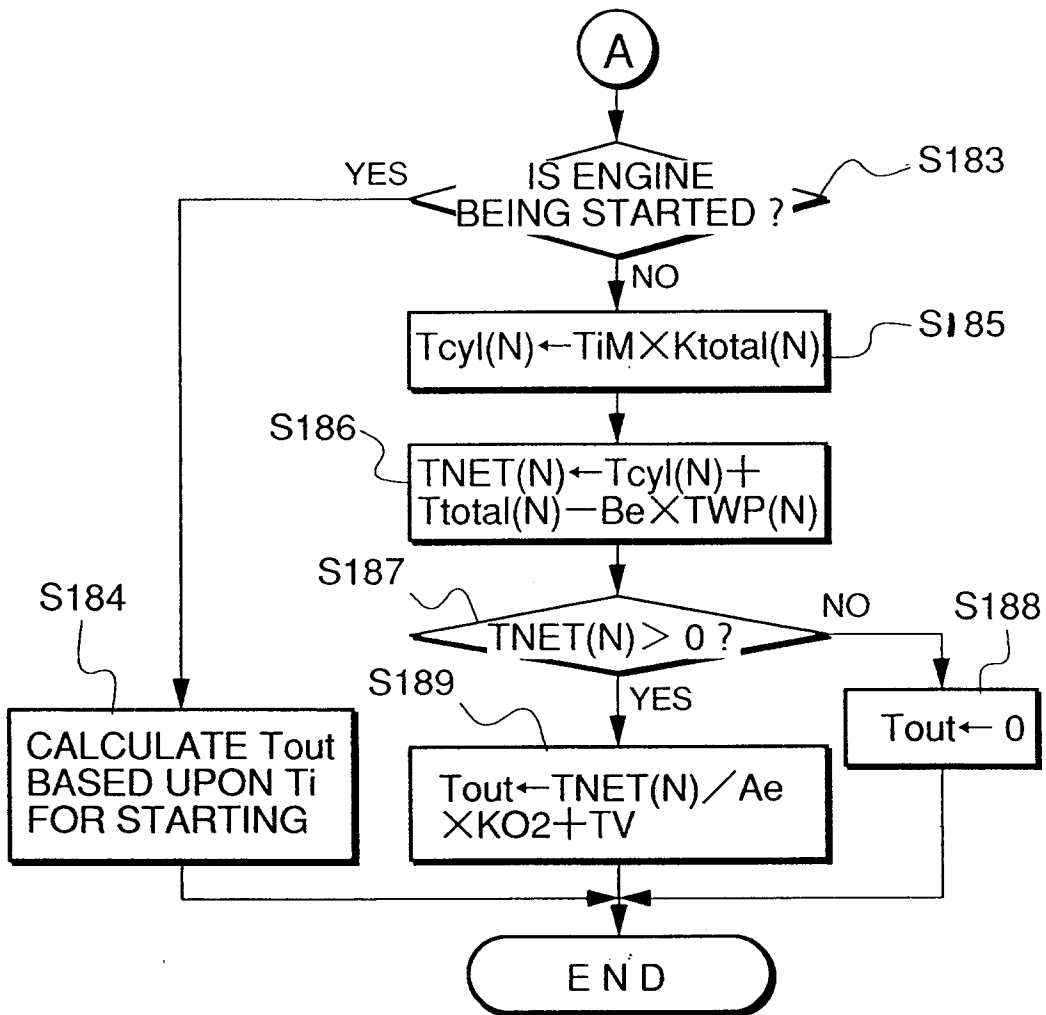 A
IS ENGINE
BEING STARTED ?
S183
YES
NO
Tcyl(N)←TiM×Ktotal(N)
S185
S186
TNET(N)←Tcyl(N)+
Ttotal(N)−Be×TWP(N)
S187
TNET(N)>0 ?
NO
YES
S188
Tout←0
S184
CALCULATE Tout
BASED UPON Ti
FOR STARTING
S189
Tout←TNET(N)/Ae
×KO2+TV
END